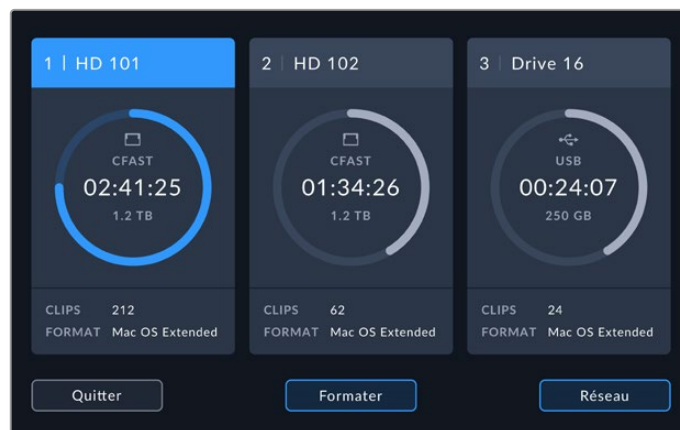 1 | HD 101
CFAST
02:41:25
1.2 TB
CLIPS 212
FORMAT Mac OS Extended
2 | HD 102
CFAST
01:34:26
1.2 TB
CLIPS 62
FORMAT Mac OS Extended
3 | Drive 16
USB
00:24:07
250 GB
CLIPS 24
FORMAT Mac OS Extended
Quitter
Formater
Réseau